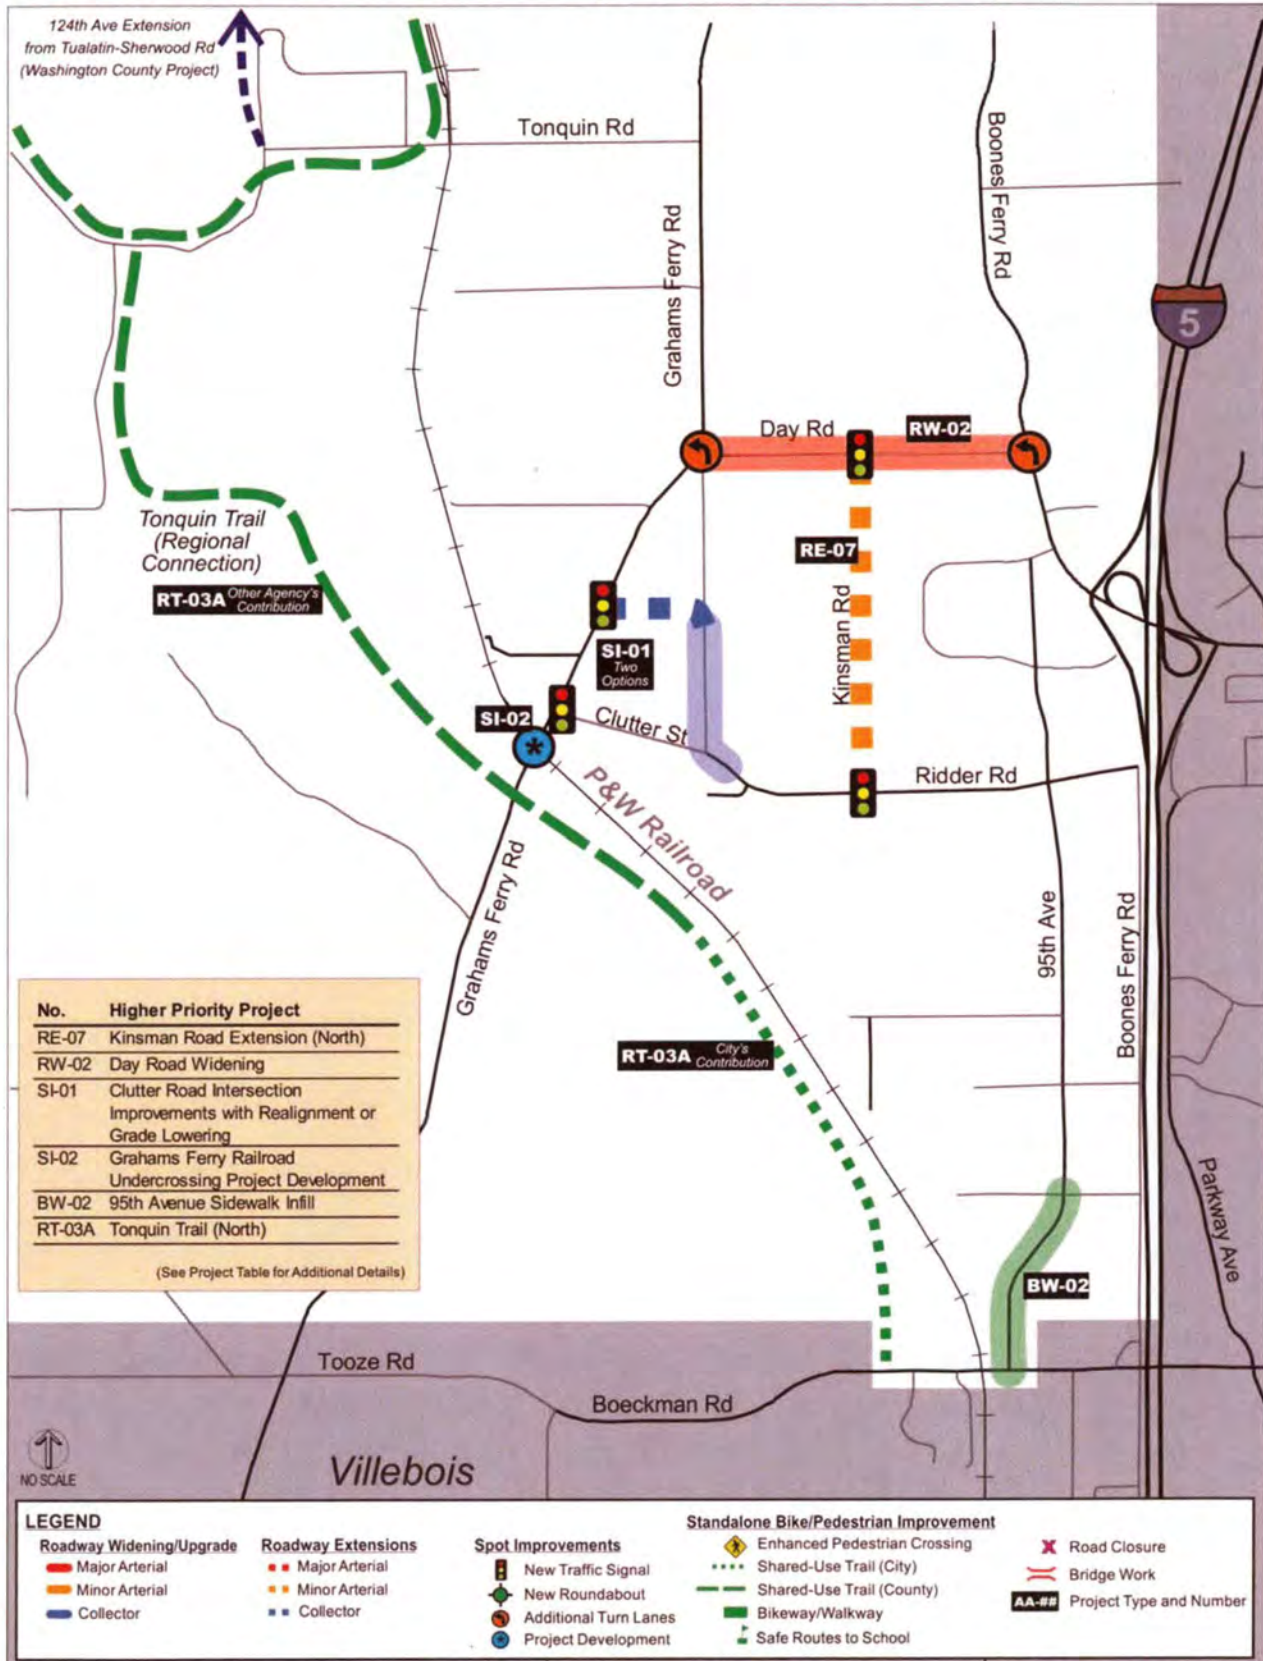 124th Ave Extension
from Tualatin-Sherwood Rd
(Washington County Project)
Tonquin Rd
Grahams Ferry Rd
Boones Ferry Rd
5
Day Rd
RW-02
Tonquin Trail
(Regional
Connection)
RT-03A Other Agency's
Contribution
RE-07
Kinsman Rd
SI-01
Two
Options
SI-02
Clutter St
Ridder Rd
P&W Railroad
Grahams Ferry Rd
95th Ave
Boones Ferry Rd
RT-03A City's
Contribution
No. Higher Priority Project
RE-07 Kinsman Road Extension (North)
RW-02 Day Road Widening
SI-01 Clutter Road Intersection
Improvements with Realignment or
Grade Lowering
SI-02 Grahams Ferry Railroad
Undercrossing Project Development
BW-02 95th Avenue Sidewalk Infill
RT-03A Tonquin Trail (North)
(See Project Table for Additional Details)
Parkway Ave
BW-02
Tooze Rd
Boeckman Rd
NO SCALE
Villebois
LEGEND
Roadway Widening/Upgrade
Major Arterial
Minor Arterial
Collector
Roadway Extensions
Major Arterial
Minor Arterial
Collector
Spot Improvements
New Traffic Signal
New Roundabout
Additional Turn Lanes
Project Development
Standalone Bike/Pedestrian Improvement
Enhanced Pedestrian Crossing
Shared-Use Trail (City)
Shared-Use Trail (County)
Bikeway/Walkway
Safe Routes to School
Road Closure
Bridge Work
AA-## Project Type and Number